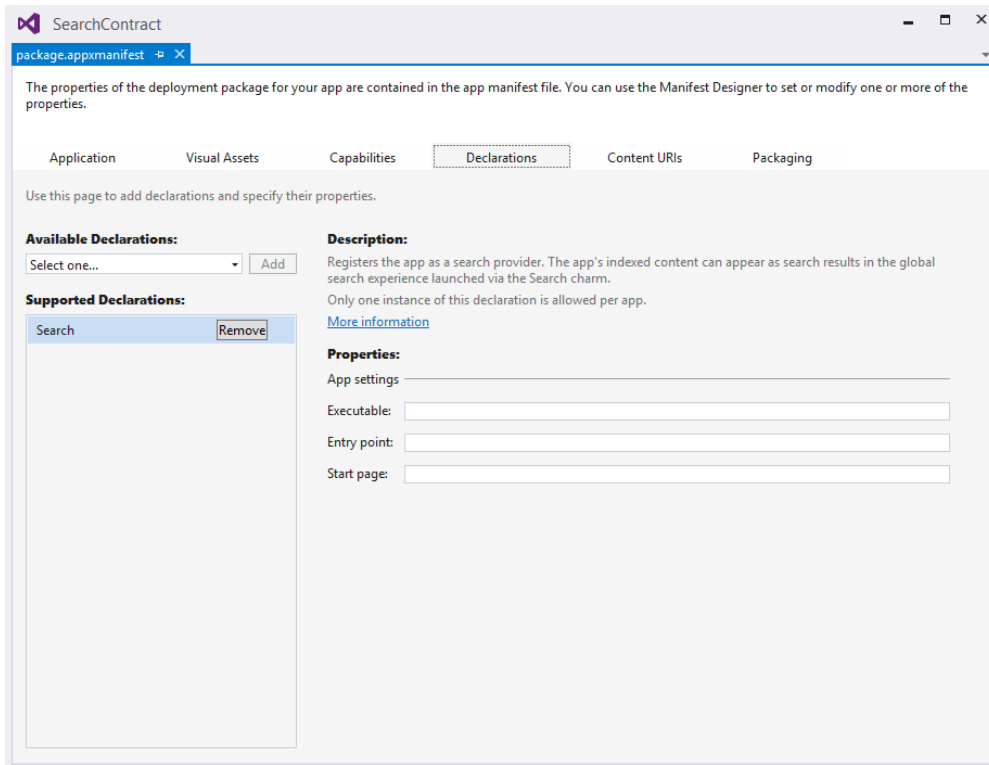 SearchContract
package.appxmanifest
The properties of the deployment package for your app are contained in the app manifest file. You can use the Manifest Designer to set or modify one or more of the
properties.
Application Visual Assets Capabilities Declarations Content URIs Packaging
Use this page to add declarations and specify their properties.
Available Declarations:
Select one... Add
Supported Declarations:
Search Remove
Description:
Registers the app as a search provider. The app's indexed content can appear as search results in the global
search experience launched via the Search charm.
Only one instance of this declaration is allowed per app.
More information
Properties:
App settings
Executable:
Entry point:
Start page: